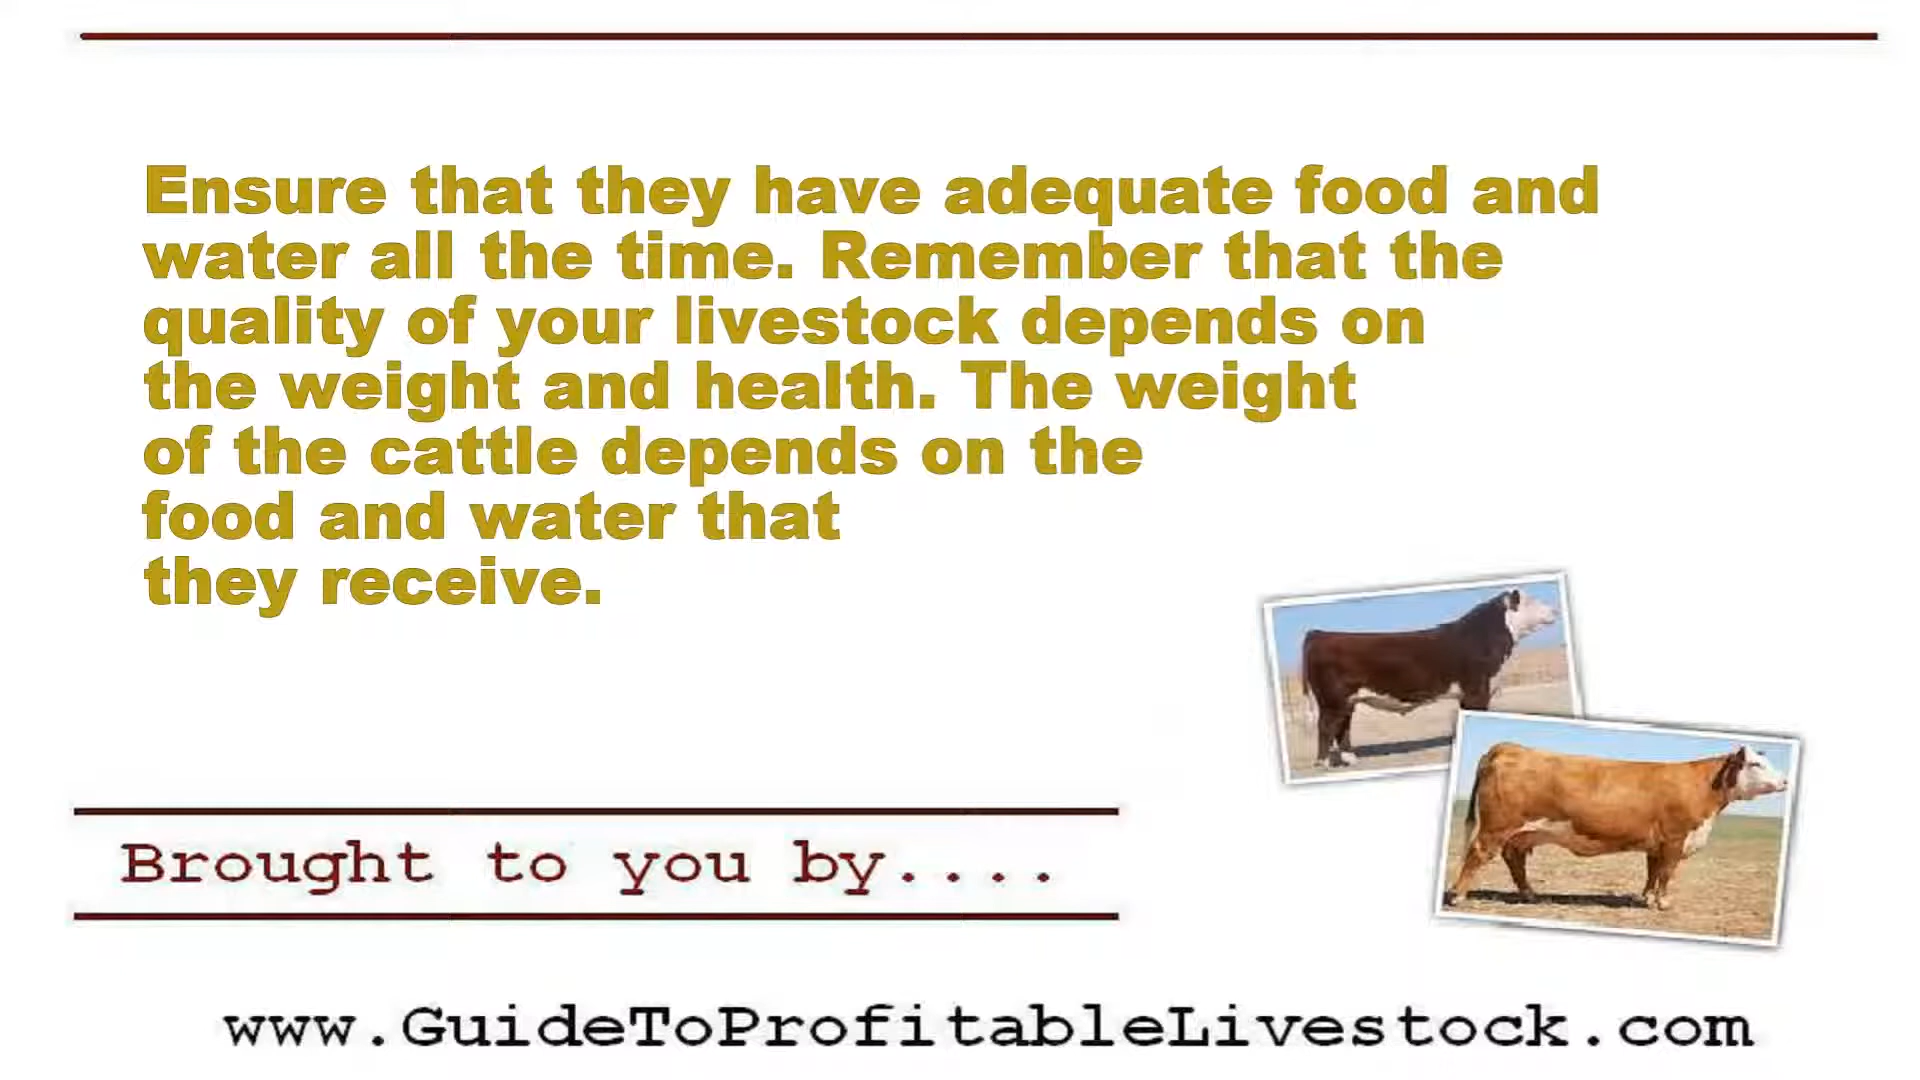 Ensure that they have adequate food and
water all the time. Remember that the
quality of your livestock depends on
the weight and health. The weight
of the cattle depends on the
food and water that
they receive.
Brought to you by....
www.GuideToProfitableLivestock.com